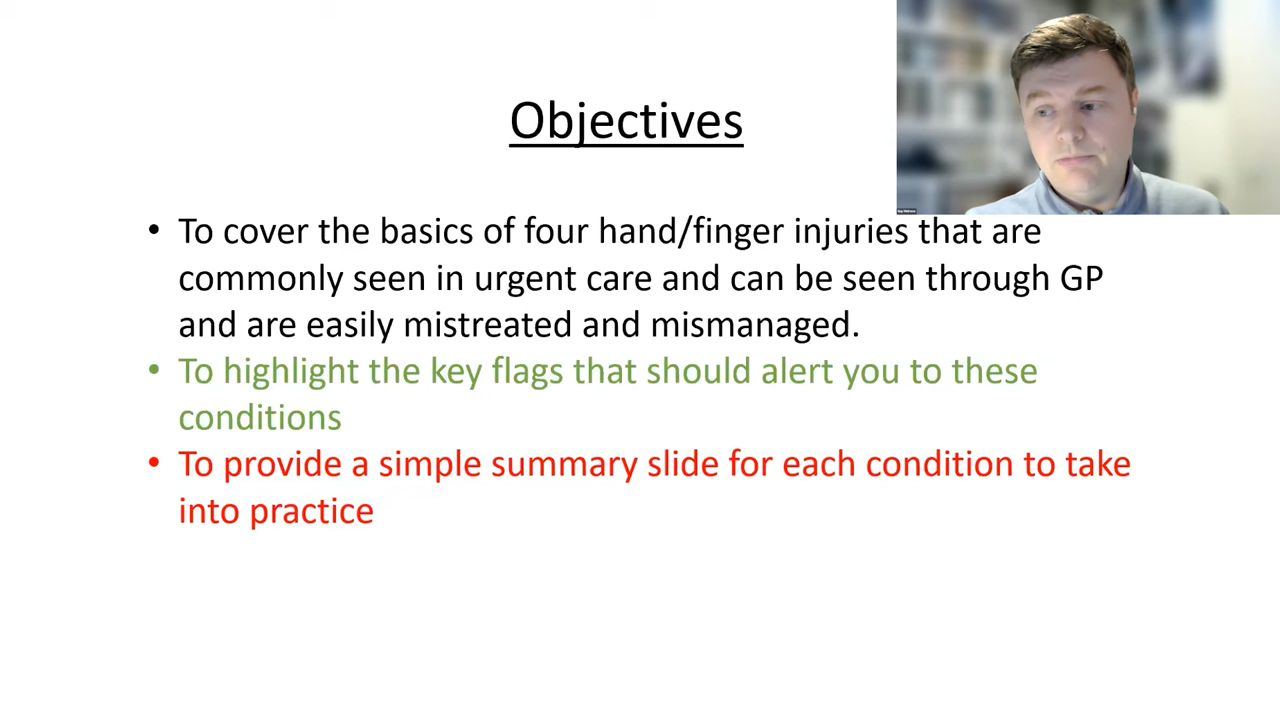 Objectives
• To cover the basics of four hand/finger injuries that are
commonly seen in urgent care and can be seen through GP
and are easily mistreated and mismanaged.
• To highlight the key flags that should alert you to these
conditions
• To provide a simple summary slide for each condition to take
into practice